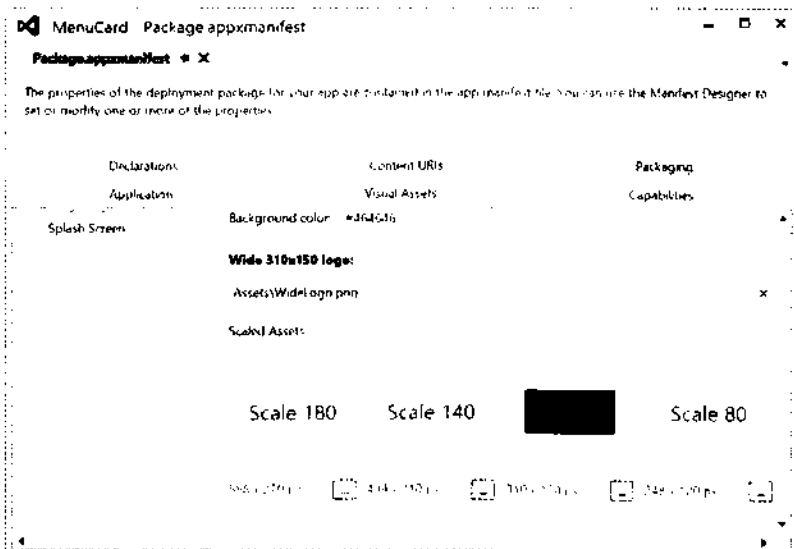 MenuCard Package appxmanifest
Package.appxmanifest
The properties of the deployment package for your app are contained in the app manifest file. You can use the Manifest Designer to
set or modify one or more of the properties
Declarations Content URIs Packaging
Application Visual Assets Capabilities
Splash Screen
Background color #464646
Wide 310x150 logo:
Assets\WideLogo.png
Scaled Assets
Scale 180 Scale 140 Scale 80